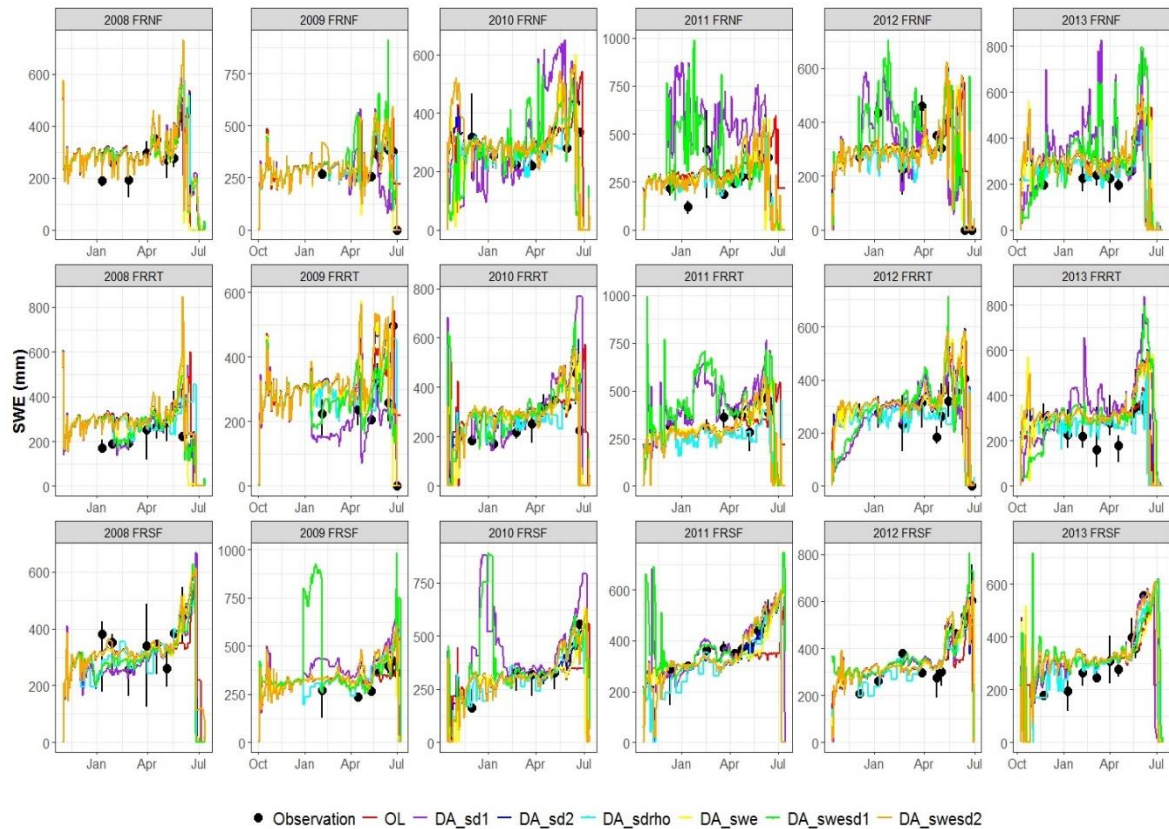 2008 FRNF 2009 FRNF 2010 FRNF 2011 FRNF 2012 FRNF 2013 FRNF
600 400 200 0
750 500 250 0
600 400 200 0
1000 750 500 250 0
600 400 200 0
800 600 400 200 0
Jan Apr Jul Oct Jan Apr Jul Jan Apr Jul Jan Apr Jul Jan Apr Jul Oct Jan Apr Jul
2008 FRRT 2009 FRRT 2010 FRRT 2011 FRRT 2012 FRRT 2013 FRRT
SWE (mm)
800 600 400 200 0
600 400 200 0
800 600 400 200 0
1000 750 500 250 0
600 400 200 0
800 600 400 200 0
Jan Apr Jul Oct Jan Apr Jul Jan Apr Jul Jan Apr Jul Jan Apr Jul Oct Jan Apr Jul
2008 FRSF 2009 FRSF 2010 FRSF 2011 FRSF 2012 FRSF 2013 FRSF
600 400 200 0
1000 750 500 250 0
750 500 250 0
600 400 200 0
800 600 400 200 0
600 400 200 0
Jan Apr Jul Oct Jan Apr Jul Jan Apr Jul Jan Apr Jul Jan Apr Jul Oct Jan Apr Jul
Observation OL DA_sd1 DA_sd2 DA_sdrho DA_swe DA_swesd1 DA_swesd2